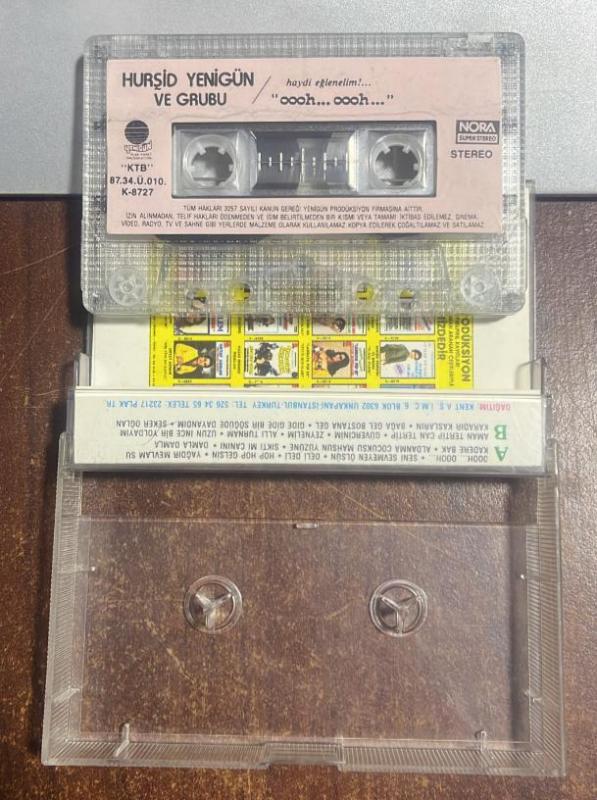 HURŞİD YENİGÜN
VE GRUBU
haydi eğlenelim!...
"oooh... oooh..."
YENİGÜN
"KTB"
87.34.Ü.010.
K-8727
NORA
SUPER STEREO
STEREO
TÜM HAKLARI 3257 SAYILI KANUN GEREĞİ YENİGÜN PRODÜKSİYON FİRMASINA AİTTİR.
İZİN ALINMADAN, TELİF HAKLARI ÖDENMEDEN VE İSİM BELİRTİLMEDEN BİR KISMI VEYA TAMAMI İKTİBAS EDİLEMEZ, SİNEMA,
VİDEO, RADYO, TV VE SAHNE GİBİ YERLERDE MALZEME OLARAK KULLANILAMAZ KOPYA EDİLEREK ÇOĞALTILAMAZ VE SATILAMAZ
A OOOH... OOOH... • SENİ SEVMEYEN ÖLSÜN • DELİ DELİ • HOP HOP GELSİN • YAĞDIR MEVLAM SU
KADERE BAK • ALDANMA ÇOCUKSU MAHSUN YÜZÜNE • SIKTI M CANINI • DAMLA DAMLA
B AMAN TERTİP CAN TERTİP • GÜVERCİNİM • ZEYNELİM • ALLI TURNAM • UZUN İNCE BİR YOLDAYIM
KARADIR KAŞLARIN • BAĞA GEL BOSTANA GEL • GİDE GİDE BİR SÖĞÜDE DAYANDIM • ŞEKER OĞLAN
DAĞITIM: KENT A.Ş. İ.M.Ç. 6. BLOK 6302 UNKAPANI-İSTANBUL-TURKEY TEL: 526 34 65 TELEX: 23217 PLAK TR.
PRODÜKSİYON